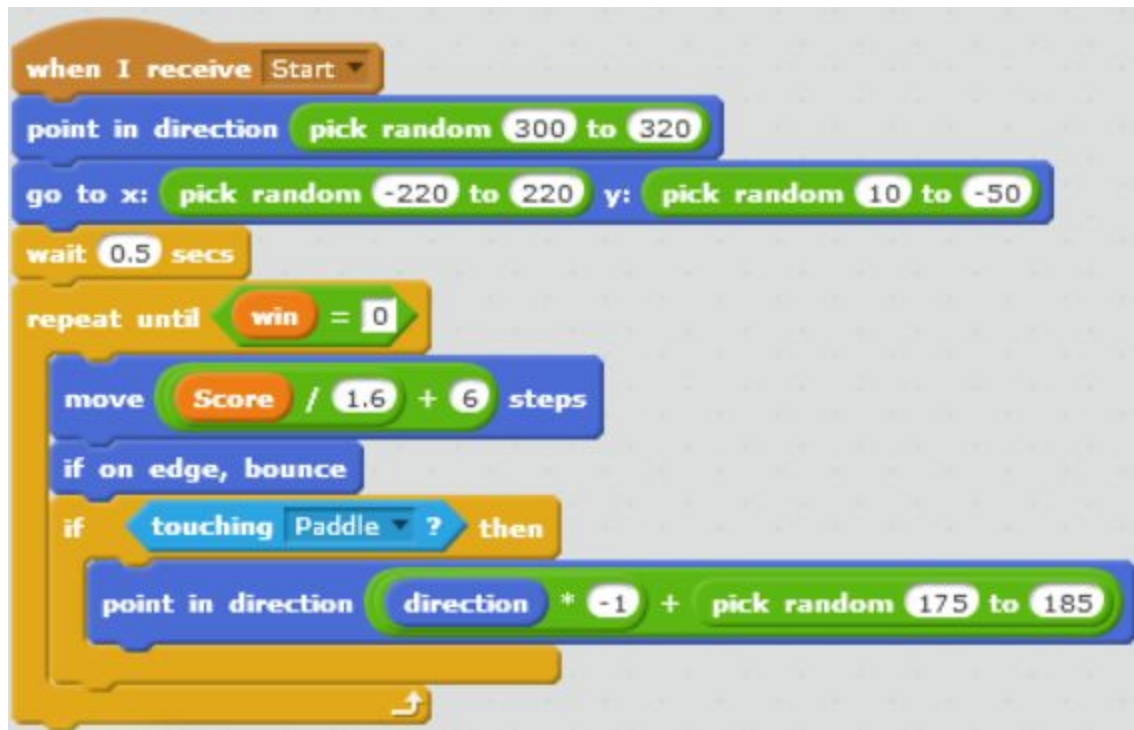 when I receive Start
point in direction pick random 300 to 320
go to x: pick random -220 to 220 y: pick random 10 to -50
wait 0.5 secs
repeat until win = 0
move Score / 1.6 + 6 steps
if on edge, bounce
if touching Paddle ? then
point in direction direction * -1 + pick random 175 to 185